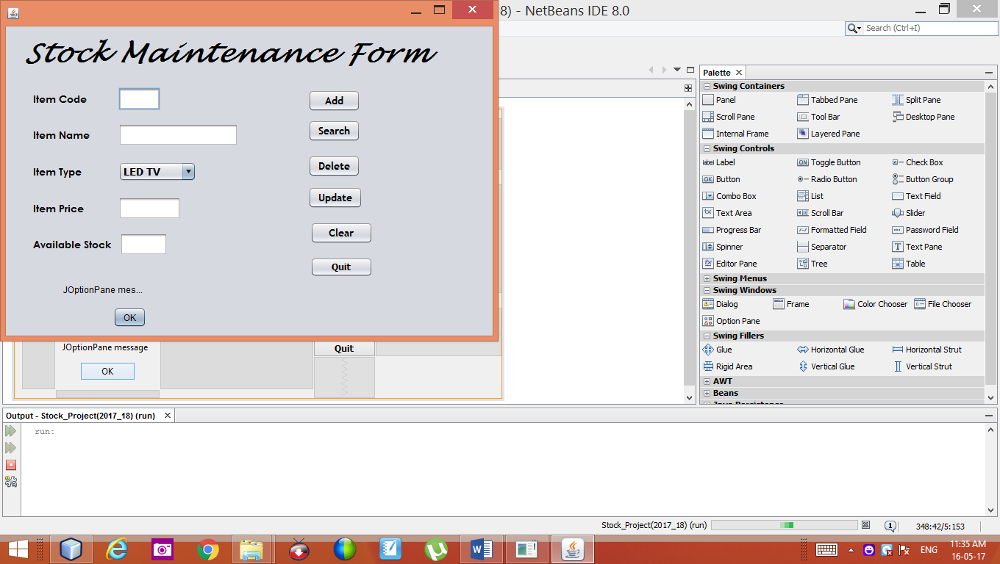 8) - NetBeans IDE 8.0
Search (Ctrl+I)
Stock Maintenance Form
Item Code
Add
Item Name
Search
Item Type
LED TV
Delete
Item Price
Update
Available Stock
Clear
Quit
JOptionPane mes...
OK
Quit
JOptionPane message
OK
Palette
Swing Containers
Panel Tabbed Pane Split Pane
Scroll Pane Tool Bar Desktop Pane
Internal Frame Layered Pane
Swing Controls
label Label OK Button
ON Toggle Button Check Box
Radio Button Button Group
Combo Box List Text Field
Text Area Scroll Bar Slider
Progress Bar Formatted Field Password Field
Spinner Separator Text Pane
Editor Pane Tree Table
Swing Menus
Swing Windows
Dialog Frame Color Chooser File Chooser
Option Pane
Swing Fillers
Glue Horizontal Glue Horizontal Strut
Rigid Area Vertical Glue Vertical Strut
AWT
Beans
Java Persistence
Output - Stock_Project(2017_18) (run)
run:
Stock_Project(2017_18) (run)
1
348:42/5:153
ENG
11:35 AM
16-05-17